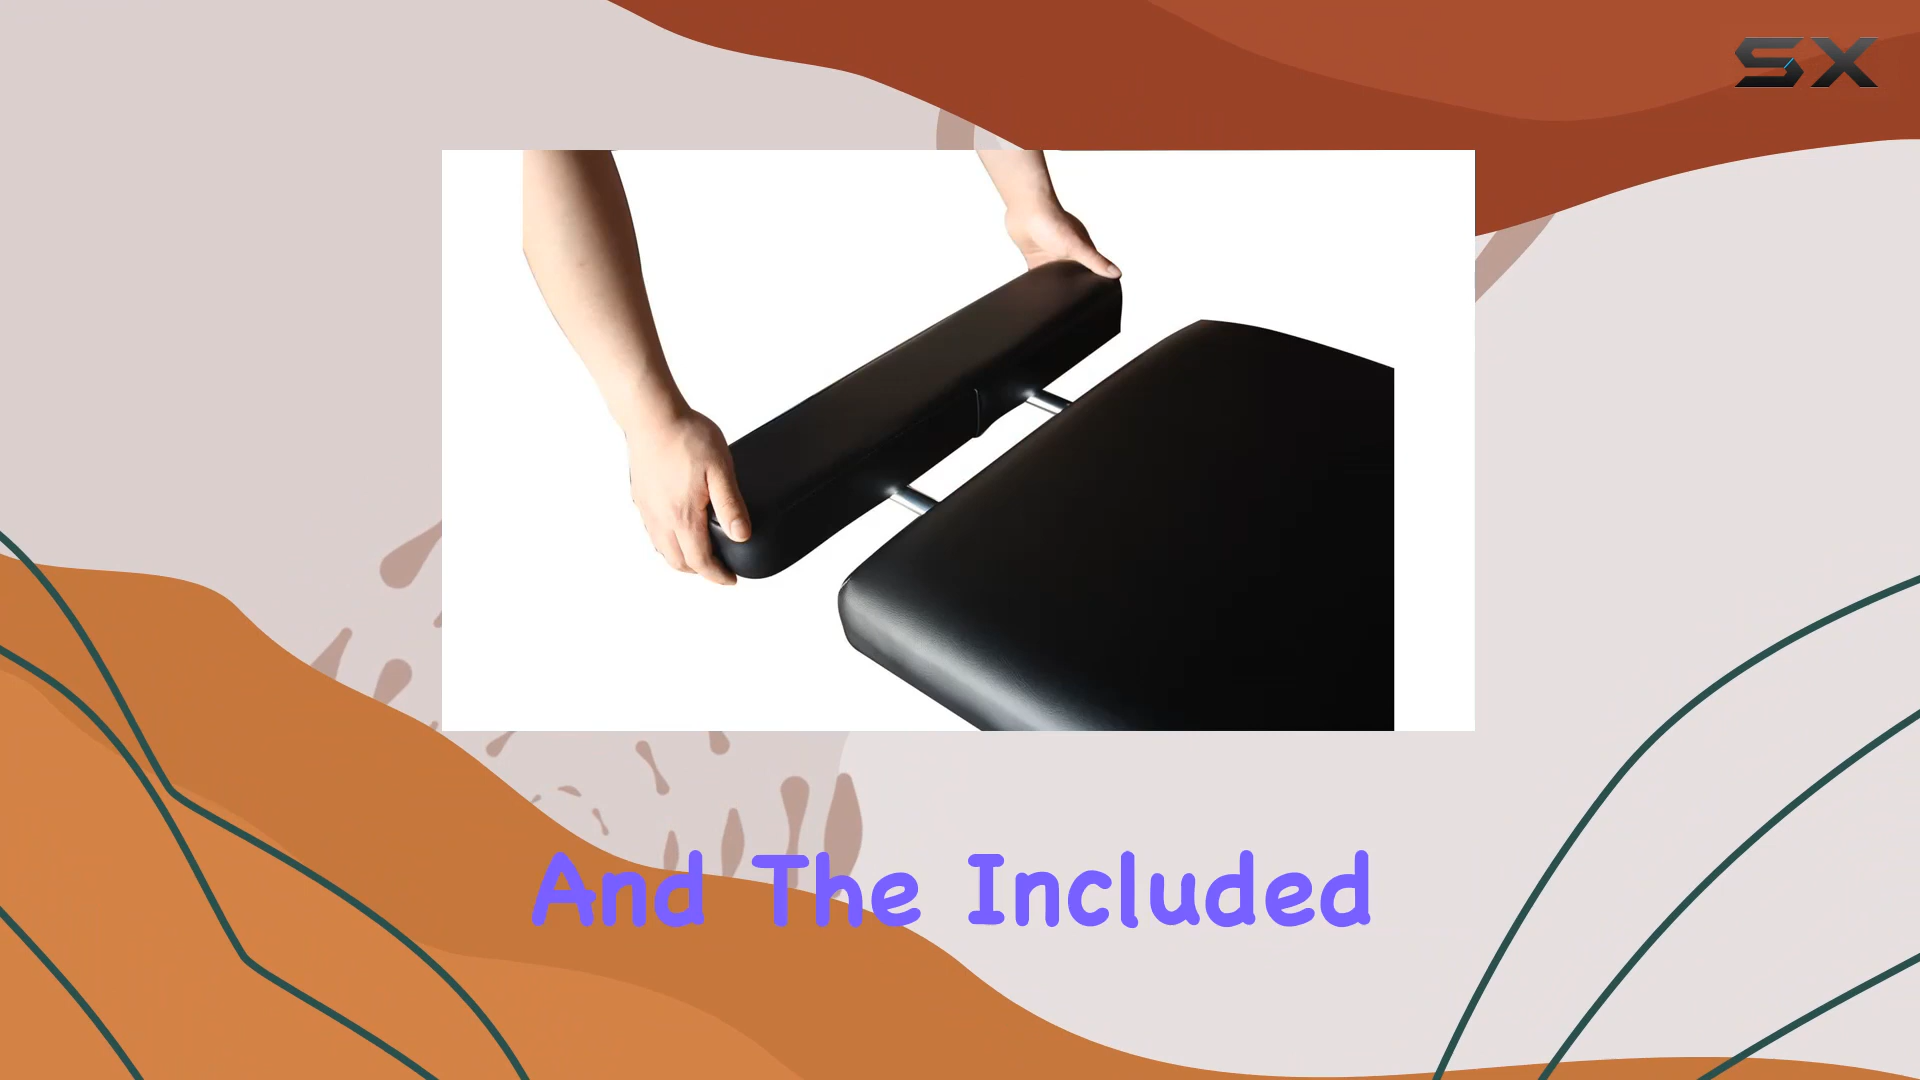 SX
And The Included